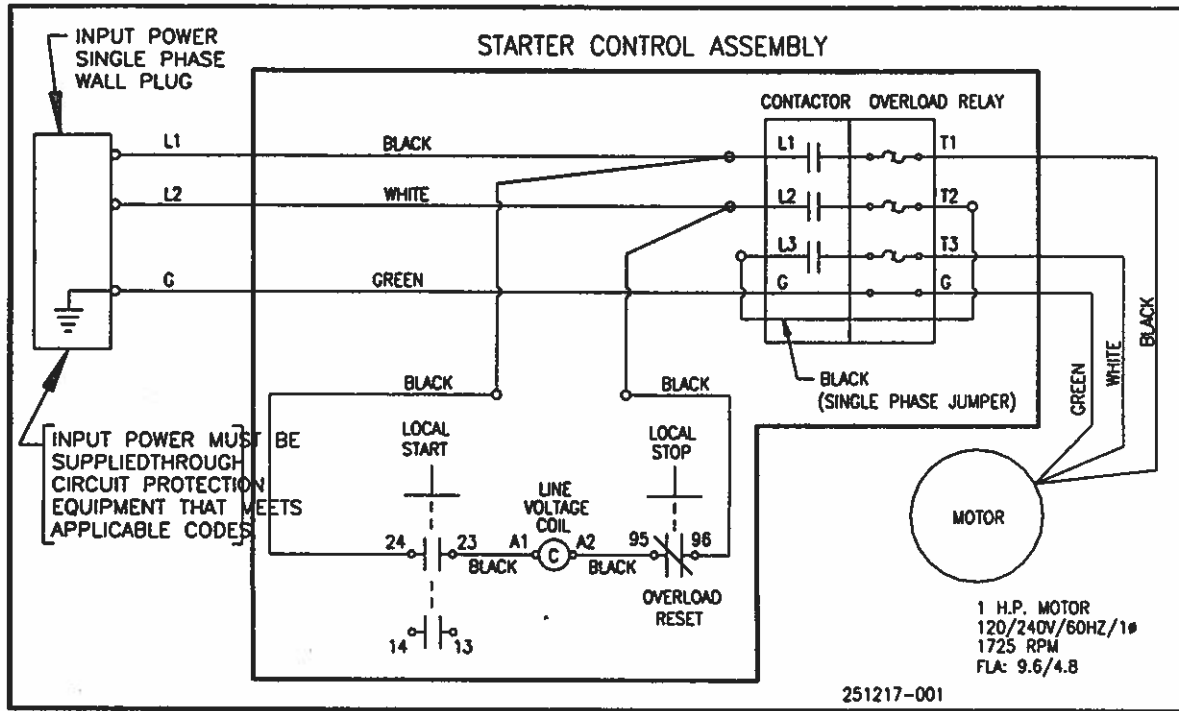 INPUT POWER
SINGLE PHASE
WALL PLUG
STARTER CONTROL ASSEMBLY
CONTACTOR OVERLOAD RELAY
L1 BLACK L1 T1
L2 WHITE L2 T2
L3 T3
G GREEN G G
BLACK
WHITE
GREEN
BLACK
(SINGLE PHASE JUMPER)
BLACK BLACK
INPUT POWER MUST BE
SUPPLIEDTHROUGH
CIRCUIT PROTECTION
EQUIPMENT THAT MEETS
APPLICABLE CODES
LOCAL
START
LINE
VOLTAGE
COIL
LOCAL
STOP
24 23 A1 C A2 95 96
BLACK BLACK
OVERLOAD
RESET
14 13
MOTOR
1 H.P. MOTOR
120/240V/60HZ/1ø
1725 RPM
FLA: 9.6/4.8
251217-001